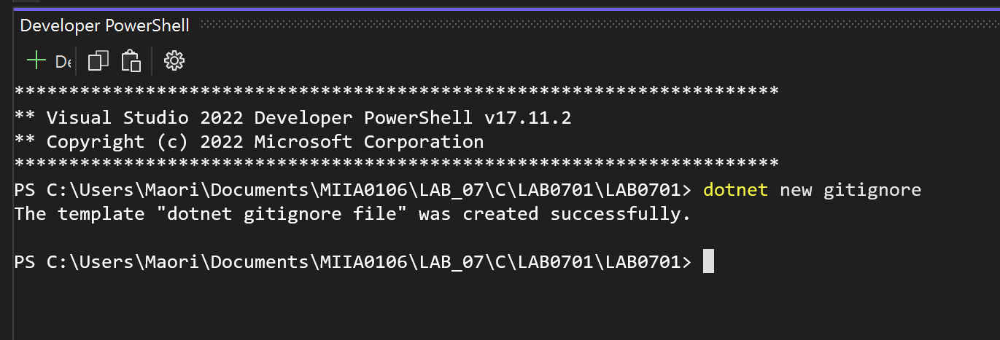 Developer PowerShell
**********************************************************************
** Visual Studio 2022 Developer PowerShell v17.11.2
** Copyright (c) 2022 Microsoft Corporation
**********************************************************************
PS C:\Users\Maori\Documents\MIIA0106\LAB_07\C\LAB0701\LAB0701> dotnet new gitignore
The template "dotnet gitignore file" was created successfully.
PS C:\Users\Maori\Documents\MIIA0106\LAB_07\C\LAB0701\LAB0701>